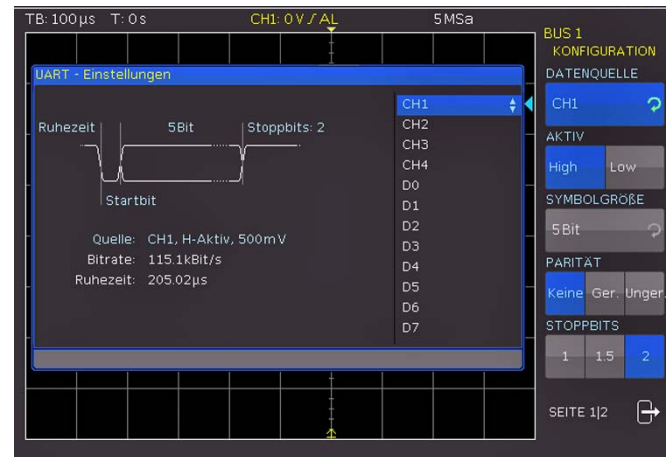 TB: 100µs T: 0s CH1: 0V AL 5MSa
BUS 1
KONFIGURATION
UART - Einstellungen
Ruhezeit 5Bit Stoppbits: 2
Startbit
Quelle: CH1, H-Aktiv, 500mV
Bitrate: 115.1kBit/s
Ruhezeit: 205.02µs
CH1
CH2
CH3
CH4
D0
D1
D2
D3
D4
D5
D6
D7
DATENQUELLE
CH1
AKTIV
High Low
SYMBOLGRÖßE
5Bit
PARITÄT
Keine Ger. Unger.
STOPPBITS
1 1.5 2
SEITE 1|2